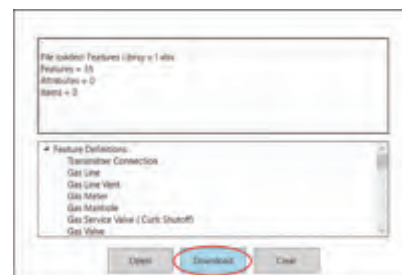 File loaded: Features Library v 1.xlsx
Features = 35
Attributes = 0
Items = 0
Feature Definitions
Transmitter Connection
Gas Line
Gas Line Vent
Gas Meter
Gas Manhole
Gas Service Valve ( Curb Shutoff)
Gas Valve
Open
Download
Clear